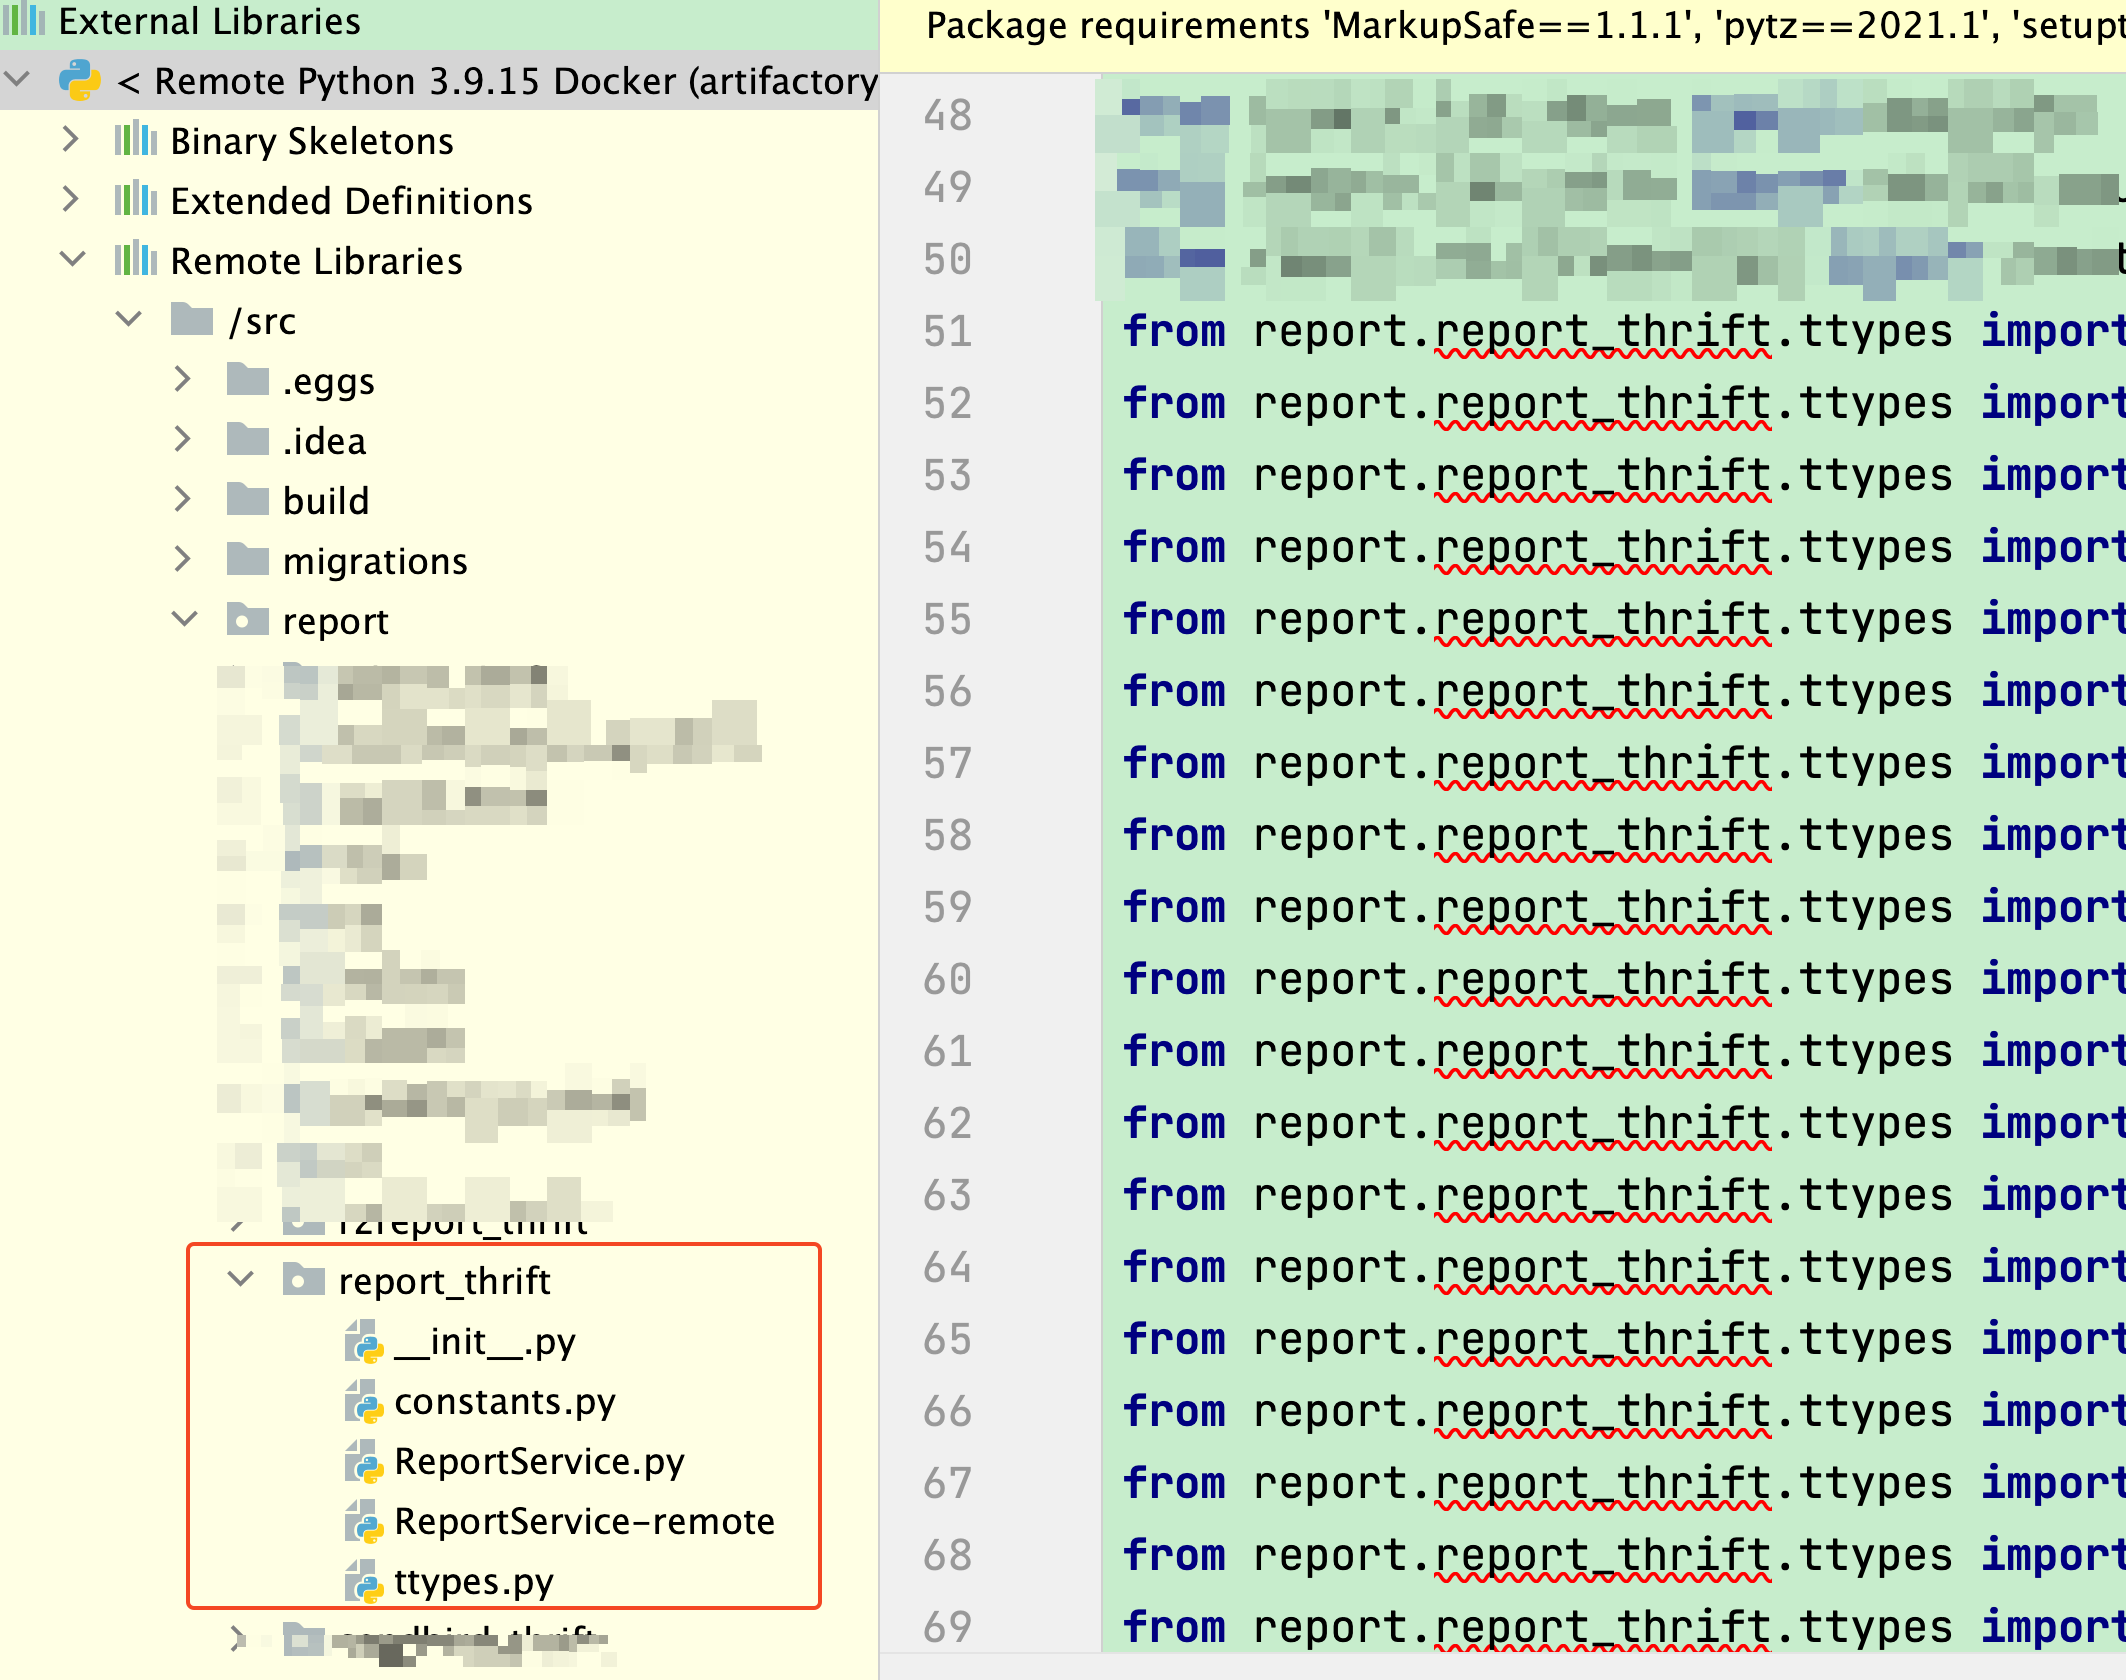 External Libraries
< Remote Python 3.9.15 Docker (artifactory
Binary Skeletons
Extended Definitions
Remote Libraries
/src
.eggs
.idea
build
migrations
report
r2report_thrift
report_thrift
__init__.py
constants.py
ReportService.py
ReportService-remote
ttypes.py
Package requirements 'MarkupSafe==1.1.1', 'pytz==2021.1', 'setupt
48
49
50
51 from report.report_thrift.ttypes import
52 from report.report_thrift.ttypes import
53 from report.report_thrift.ttypes import
54 from report.report_thrift.ttypes import
55 from report.report_thrift.ttypes import
56 from report.report_thrift.ttypes import
57 from report.report_thrift.ttypes import
58 from report.report_thrift.ttypes import
59 from report.report_thrift.ttypes import
60 from report.report_thrift.ttypes import
61 from report.report_thrift.ttypes import
62 from report.report_thrift.ttypes import
63 from report.report_thrift.ttypes import
64 from report.report_thrift.ttypes import
65 from report.report_thrift.ttypes import
66 from report.report_thrift.ttypes import
67 from report.report_thrift.ttypes import
68 from report.report_thrift.ttypes import
69 from report.report_thrift.ttypes import